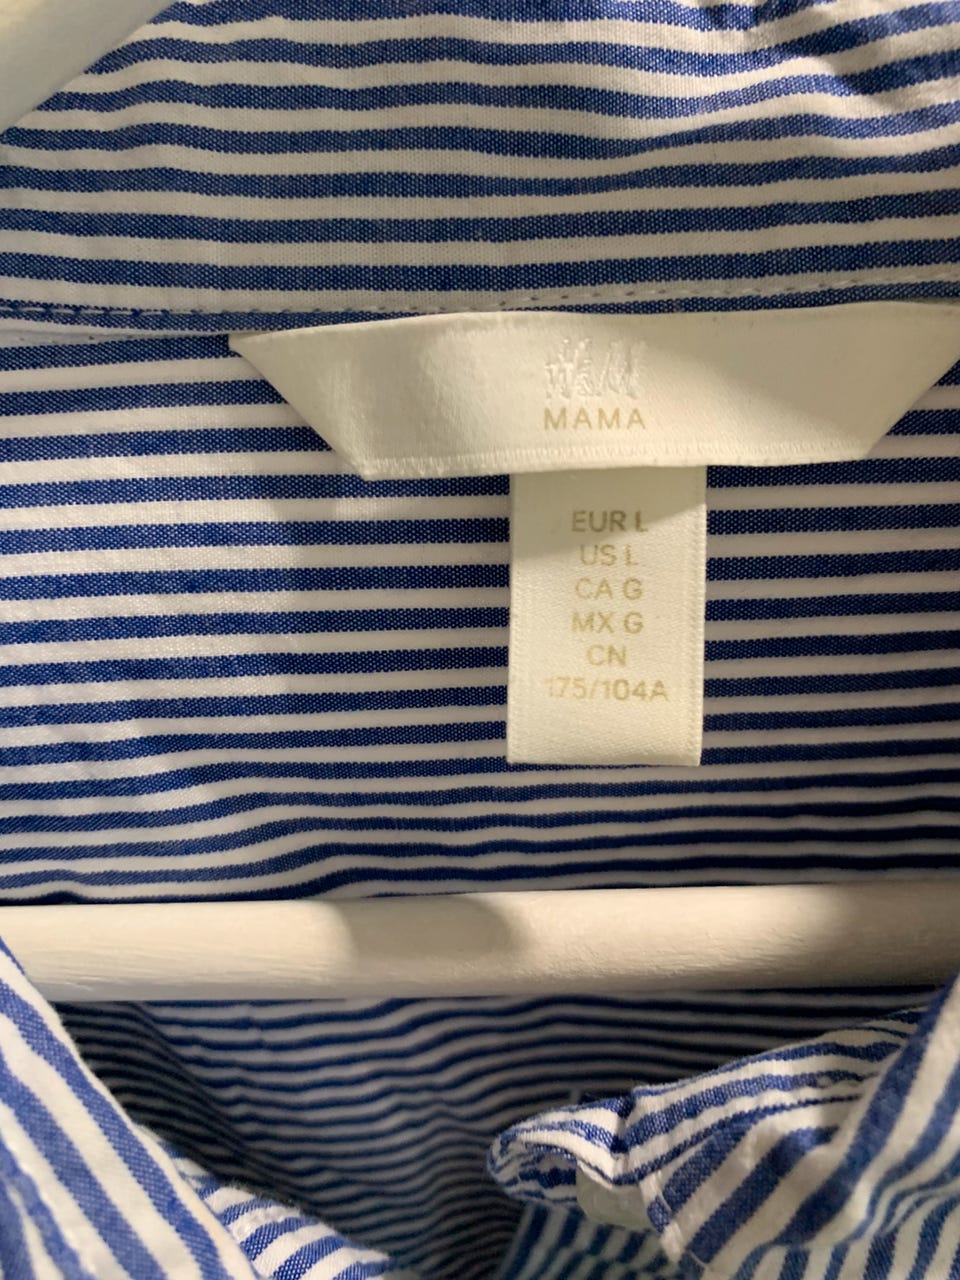 H&M
MAMA
EUR L
US L
CA G
MX G
CN
175/104A